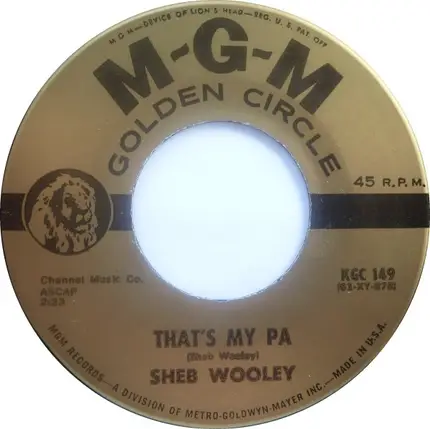 M-G-M—DEVICE OF LION'S HEAD—REG. U. S. PAT. OFF
M-G-M
GOLDEN CIRCLE
45 R.P.M.
Channel Music Co.
ASCAP
2:33
KGC 149
THAT'S MY PA
(Sheb Wooley)
SHEB WOOLEY
MGM RECORDS—A DIVISION OF METRO-GOLDWYN-MAYER INC.—MADE IN U.S.A.